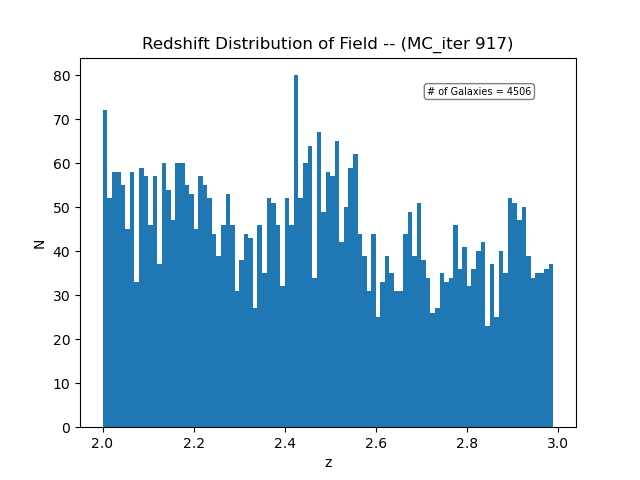 Redshift Distribution of Field -- (MC_iter 917)
# of Galaxies = 4506
80
70
60
50
40
30
20
10
0
N
2.0 2.2 2.4 2.6 2.8 3.0
z